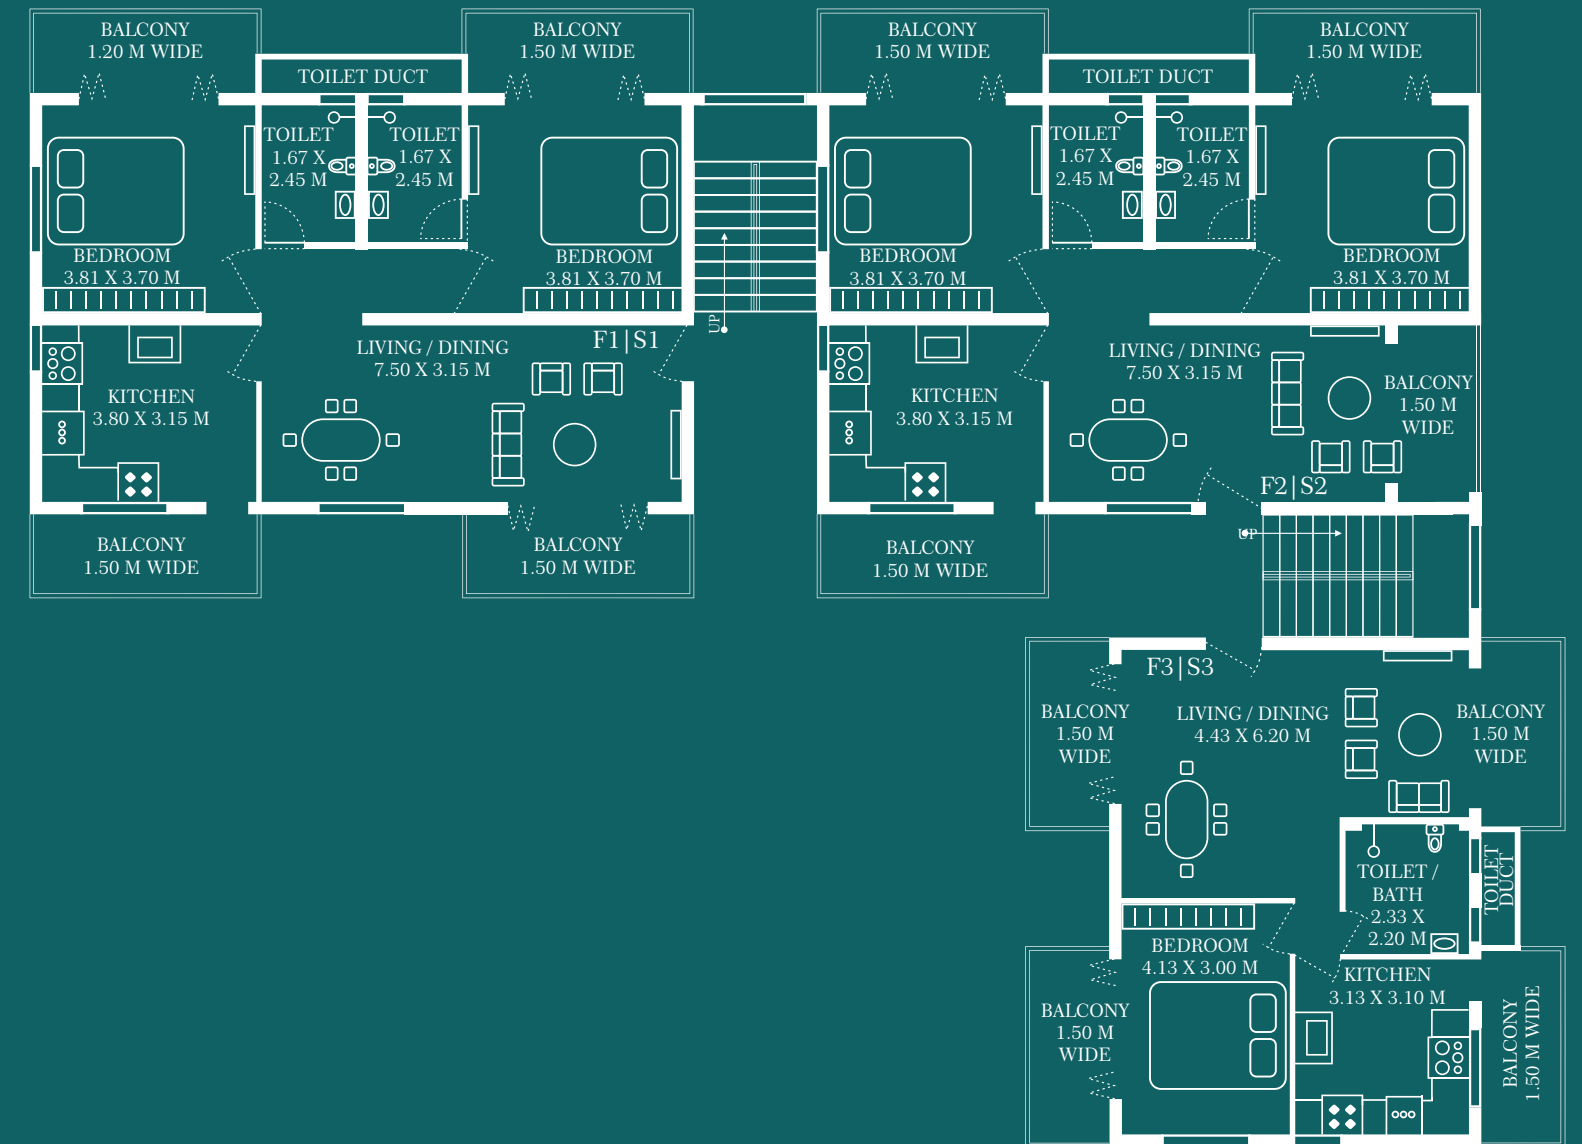 BALCONY
1.20 M WIDE
BALCONY
1.50 M WIDE
BALCONY
1.50 M WIDE
BALCONY
1.50 M WIDE
TOILET DUCT
TOILET DUCT
TOILET
1.67 X
2.45 M
TOILET
1.67 X
2.45 M
TOILET
1.67 X
2.45 M
TOILET
1.67 X
2.45 M
BEDROOM
3.81 X 3.70 M
BEDROOM
3.81 X 3.70 M
BEDROOM
3.81 X 3.70 M
BEDROOM
3.81 X 3.70 M
UP
F1|S1
LIVING / DINING
7.50 X 3.15 M
LIVING / DINING
7.50 X 3.15 M
KITCHEN
3.80 X 3.15 M
KITCHEN
3.80 X 3.15 M
BALCONY
1.50 M
WIDE
F2|S2
UP
BALCONY
1.50 M WIDE
BALCONY
1.50 M WIDE
BALCONY
1.50 M WIDE
F3|S3
BALCONY
1.50 M
WIDE
LIVING / DINING
4.43 X 6.20 M
BALCONY
1.50 M
WIDE
TOILET /
BATH
2.33 X
2.20 M
TOILET
DUCT
BEDROOM
4.13 X 3.00 M
KITCHEN
3.13 X 3.10 M
BALCONY
1.50 M
WIDE
BALCONY
1.50 M WIDE